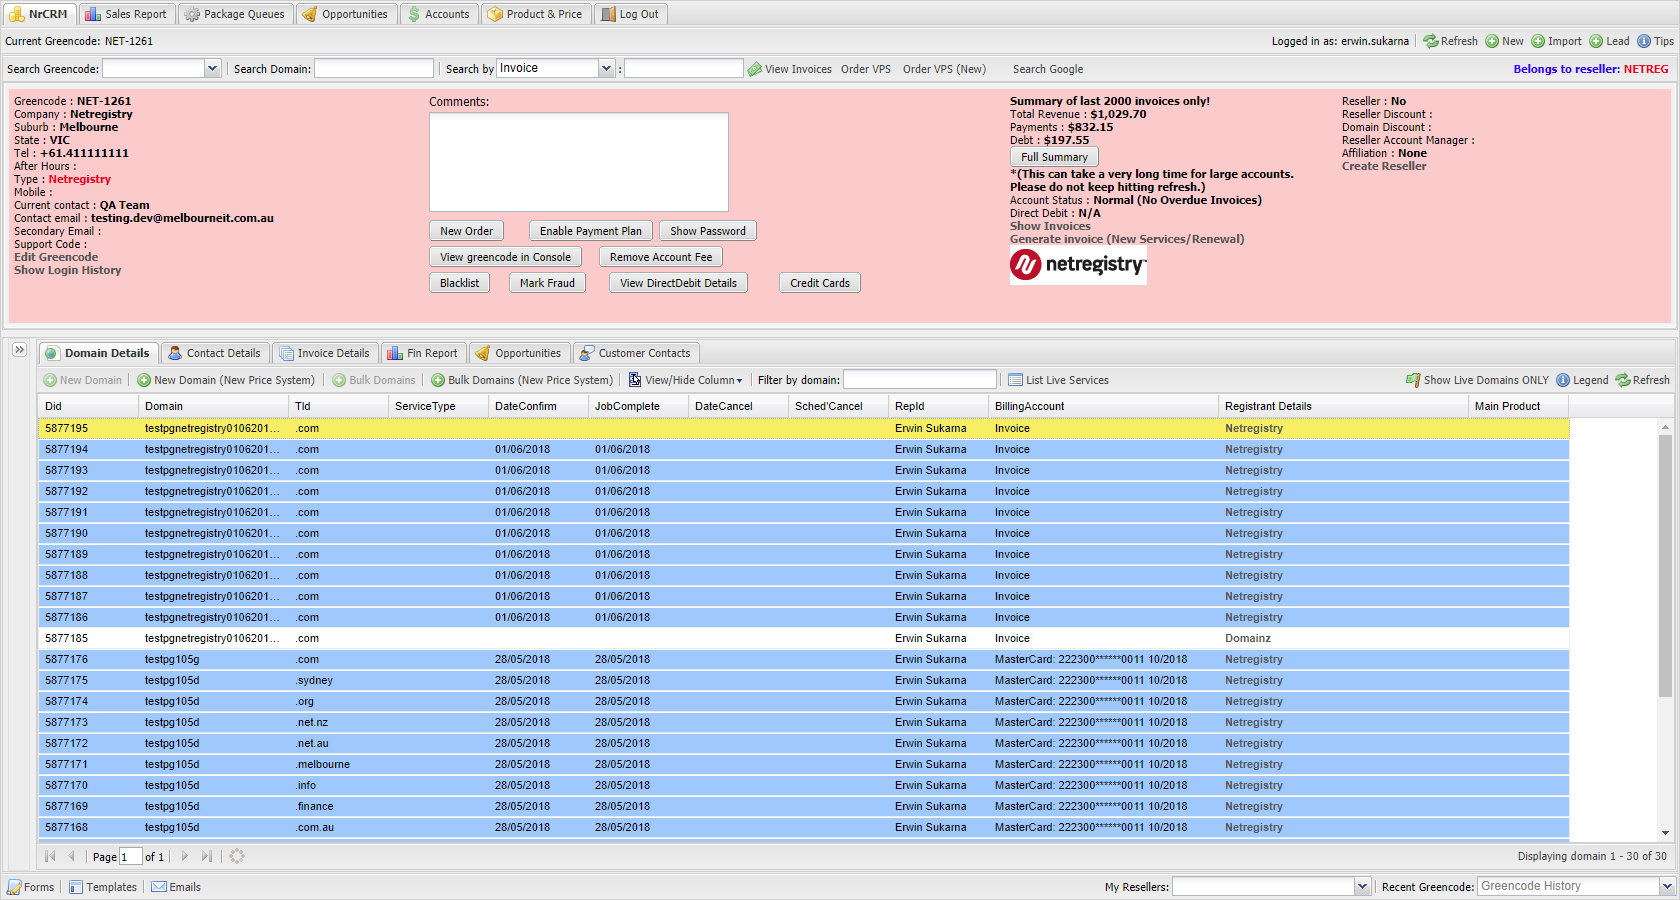 NrCRM Sales Report Package Queues Opportunities Accounts Product & Price Log Out
Current Greencode: NET-1261 Logged in as: erwin.sukarna Refresh New Import Lead Tips
Search Greencode: Search Domain: Search by Invoice : View Invoices Order VPS Order VPS (New) Search Google Belongs to reseller: NETREG
Greencode : NET-1261
Company : Netregistry
Suburb : Melbourne
State : VIC
Tel : +61.411111111
After Hours :
Type : Netregistry
Mobile :
Current contact : QA Team
Contact email : testing.dev@melbourneit.com.au
Secondary Email :
Support Code :
Edit Greencode
Show Login History
Comments:
New Order Enable Payment Plan Show Password
View greencode in Console Remove Account Fee
Blacklist Mark Fraud View DirectDebit Details Credit Cards
Summary of last 2000 invoices only!
Total Revenue : $1,029.70
Payments : $832.15
Debt : $197.55
Full Summary
*(This can take a very long time for large accounts.
Please do not keep hitting refresh.)
Account Status : Normal (No Overdue Invoices)
Direct Debit : N/A
Show Invoices
Generate invoice (New Services/Renewal)
netregistry
Reseller : No
Reseller Discount :
Domain Discount :
Reseller Account Manager :
Affiliation : None
Create Reseller
Domain Details Contact Details Invoice Details Fin Report Opportunities Customer Contacts
New Domain New Domain (New Price System) Bulk Domains Bulk Domains (New Price System) View/Hide Column Filter by domain: List Live Services Show Live Domains ONLY Legend Refresh
Did Domain Tld ServiceType DateConfirm JobComplete DateCancel Sched'Cancel RepId BillingAccount Registrant Details Main Product
5877195 testpgnetregistry0106201... .com Erwin Sukarna Invoice Netregistry
5877194 testpgnetregistry0106201... .com 01/06/2018 01/06/2018 Erwin Sukarna Invoice Netregistry
5877193 testpgnetregistry0106201... .com 01/06/2018 01/06/2018 Erwin Sukarna Invoice Netregistry
5877192 testpgnetregistry0106201... .com 01/06/2018 01/06/2018 Erwin Sukarna Invoice Netregistry
5877191 testpgnetregistry0106201... .com 01/06/2018 01/06/2018 Erwin Sukarna Invoice Netregistry
5877190 testpgnetregistry0106201... .com 01/06/2018 01/06/2018 Erwin Sukarna Invoice Netregistry
5877189 testpgnetregistry0106201... .com 01/06/2018 01/06/2018 Erwin Sukarna Invoice Netregistry
5877188 testpgnetregistry0106201... .com 01/06/2018 01/06/2018 Erwin Sukarna Invoice Netregistry
5877187 testpgnetregistry0106201... .com 01/06/2018 01/06/2018 Erwin Sukarna Invoice Netregistry
5877186 testpgnetregistry0106201... .com 01/06/2018 01/06/2018 Erwin Sukarna Invoice Netregistry
5877185 testpgnetregistry0106201... .com Erwin Sukarna Invoice Domainz
5877176 testpg105g .com 28/05/2018 28/05/2018 Erwin Sukarna MasterCard: 222300******0011 10/2018 Netregistry
5877175 testpg105d .sydney 28/05/2018 28/05/2018 Erwin Sukarna MasterCard: 222300******0011 10/2018 Netregistry
5877174 testpg105d .org 28/05/2018 28/05/2018 Erwin Sukarna MasterCard: 222300******0011 10/2018 Netregistry
5877173 testpg105d .net.nz 28/05/2018 28/05/2018 Erwin Sukarna MasterCard: 222300******0011 10/2018 Netregistry
5877172 testpg105d .net.au 28/05/2018 28/05/2018 Erwin Sukarna MasterCard: 222300******0011 10/2018 Netregistry
5877171 testpg105d .melbourne 28/05/2018 28/05/2018 Erwin Sukarna MasterCard: 222300******0011 10/2018 Netregistry
5877170 testpg105d .info 28/05/2018 28/05/2018 Erwin Sukarna MasterCard: 222300******0011 10/2018 Netregistry
5877169 testpg105d .finance 28/05/2018 28/05/2018 Erwin Sukarna MasterCard: 222300******0011 10/2018 Netregistry
5877168 testpg105d .com.au 28/05/2018 28/05/2018 Erwin Sukarna MasterCard: 222300******0011 10/2018 Netregistry
Page 1 of 1 Displaying domain 1 - 30 of 30
Forms Templates Emails My Resellers: Recent Greencode: Greencode History